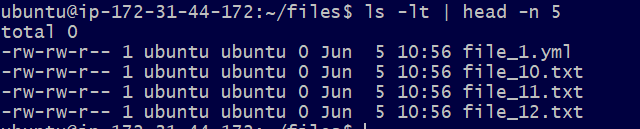 ubuntu@ip-172-31-44-172:~/files$ ls -lt | head -n 5
total 0
-rw-rw-r-- 1 ubuntu ubuntu 0 Jun  5 10:56 file_1.yml
-rw-rw-r-- 1 ubuntu ubuntu 0 Jun  5 10:56 file_10.txt
-rw-rw-r-- 1 ubuntu ubuntu 0 Jun  5 10:56 file_11.txt
-rw-rw-r-- 1 ubuntu ubuntu 0 Jun  5 10:56 file_12.txt